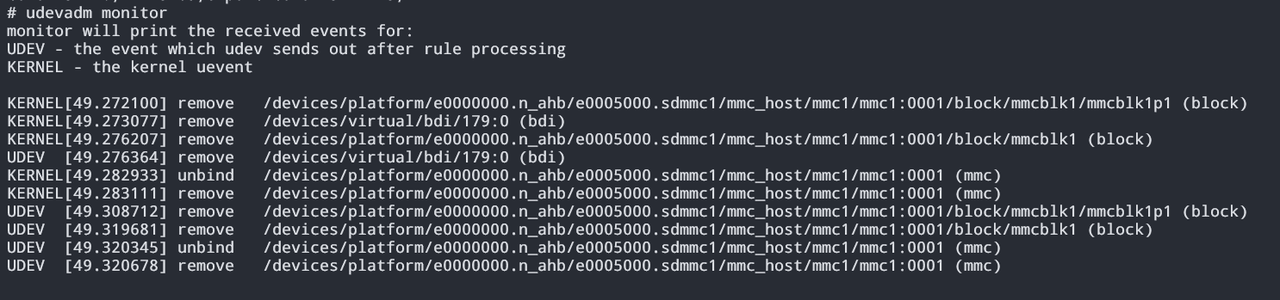 # udevadm monitor
monitor will print the received events for:
UDEV - the event which udev sends out after rule processing
KERNEL - the kernel uevent
KERNEL[49.272100] remove   /devices/platform/e0000000.n_ahb/e0005000.sdmmc1/mmc_host/mmc1/mmc1:0001/block/mmcblk1/mmcblk1p1 (block)
KERNEL[49.273077] remove   /devices/virtual/bdi/179:0 (bdi)
KERNEL[49.276207] remove   /devices/platform/e0000000.n_ahb/e0005000.sdmmc1/mmc_host/mmc1/mmc1:0001/block/mmcblk1 (block)
UDEV  [49.276364] remove   /devices/virtual/bdi/179:0 (bdi)
KERNEL[49.282933] unbind   /devices/platform/e0000000.n_ahb/e0005000.sdmmc1/mmc_host/mmc1/mmc1:0001 (mmc)
KERNEL[49.283111] remove   /devices/platform/e0000000.n_ahb/e0005000.sdmmc1/mmc_host/mmc1/mmc1:0001 (mmc)
UDEV  [49.308712] remove   /devices/platform/e0000000.n_ahb/e0005000.sdmmc1/mmc_host/mmc1/mmc1:0001/block/mmcblk1/mmcblk1p1 (block)
UDEV  [49.319681] remove   /devices/platform/e0000000.n_ahb/e0005000.sdmmc1/mmc_host/mmc1/mmc1:0001/block/mmcblk1 (block)
UDEV  [49.320345] unbind   /devices/platform/e0000000.n_ahb/e0005000.sdmmc1/mmc_host/mmc1/mmc1:0001 (mmc)
UDEV  [49.320678] remove   /devices/platform/e0000000.n_ahb/e0005000.sdmmc1/mmc_host/mmc1/mmc1:0001 (mmc)